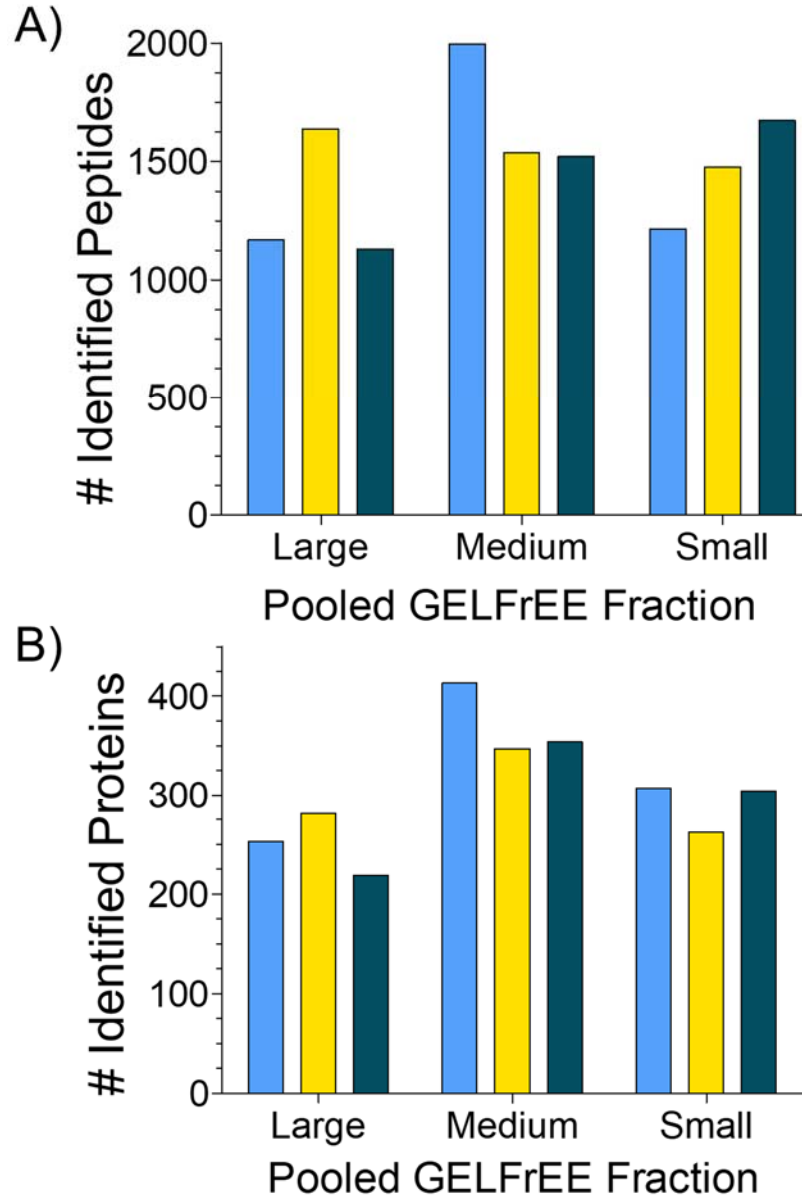 A)
# Identified Peptides
2000
1500
1000
500
0
Large Medium Small
Pooled GELFrEE Fraction
B)
# Identified Proteins
400
300
200
100
0
Large Medium Small
Pooled GELFrEE Fraction